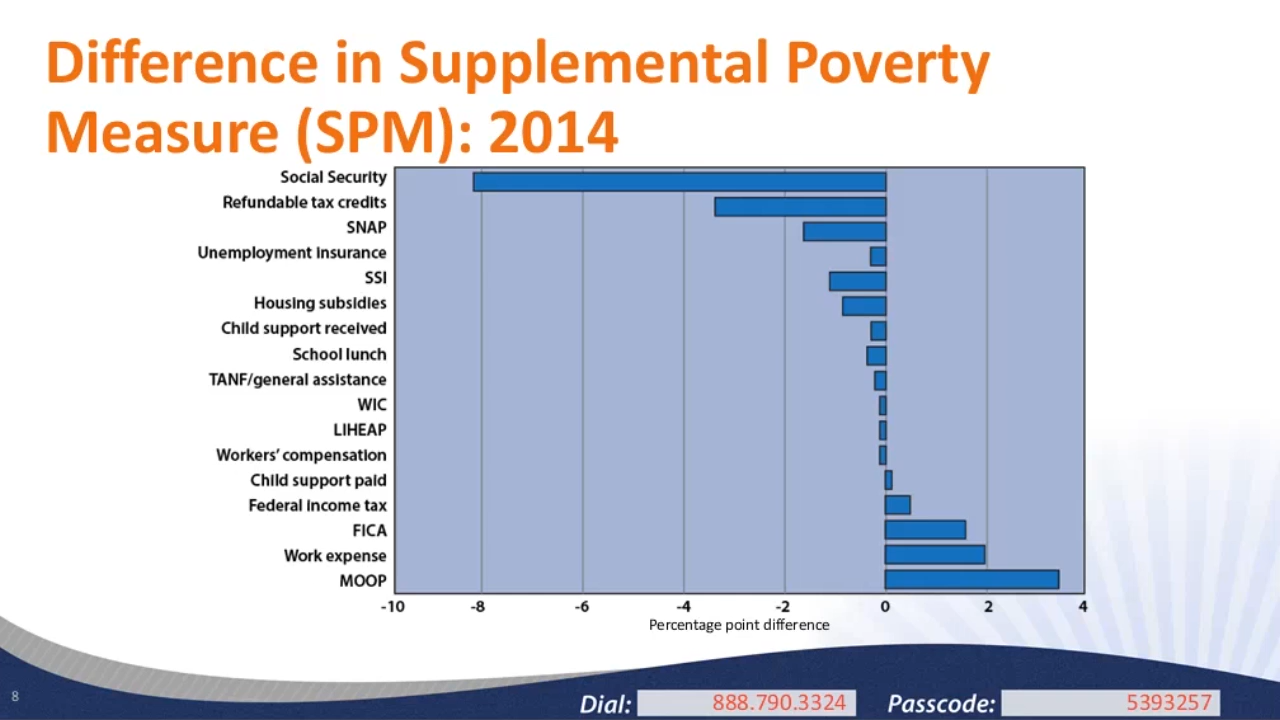 Difference in Supplemental Poverty
Measure (SPM): 2014
Social Security
Refundable tax credits
SNAP
Unemployment insurance
SSI
Housing subsidies
Child support received
School lunch
TANF/general assistance
WIC
LIHEAP
Workers' compensation
Child support paid
Federal income tax
FICA
Work expense
MOOP
-10 -8 -6 -4 -2 0 2 4
Percentage point difference
8
Dial: 888.790.3324 Passcode: 5393257